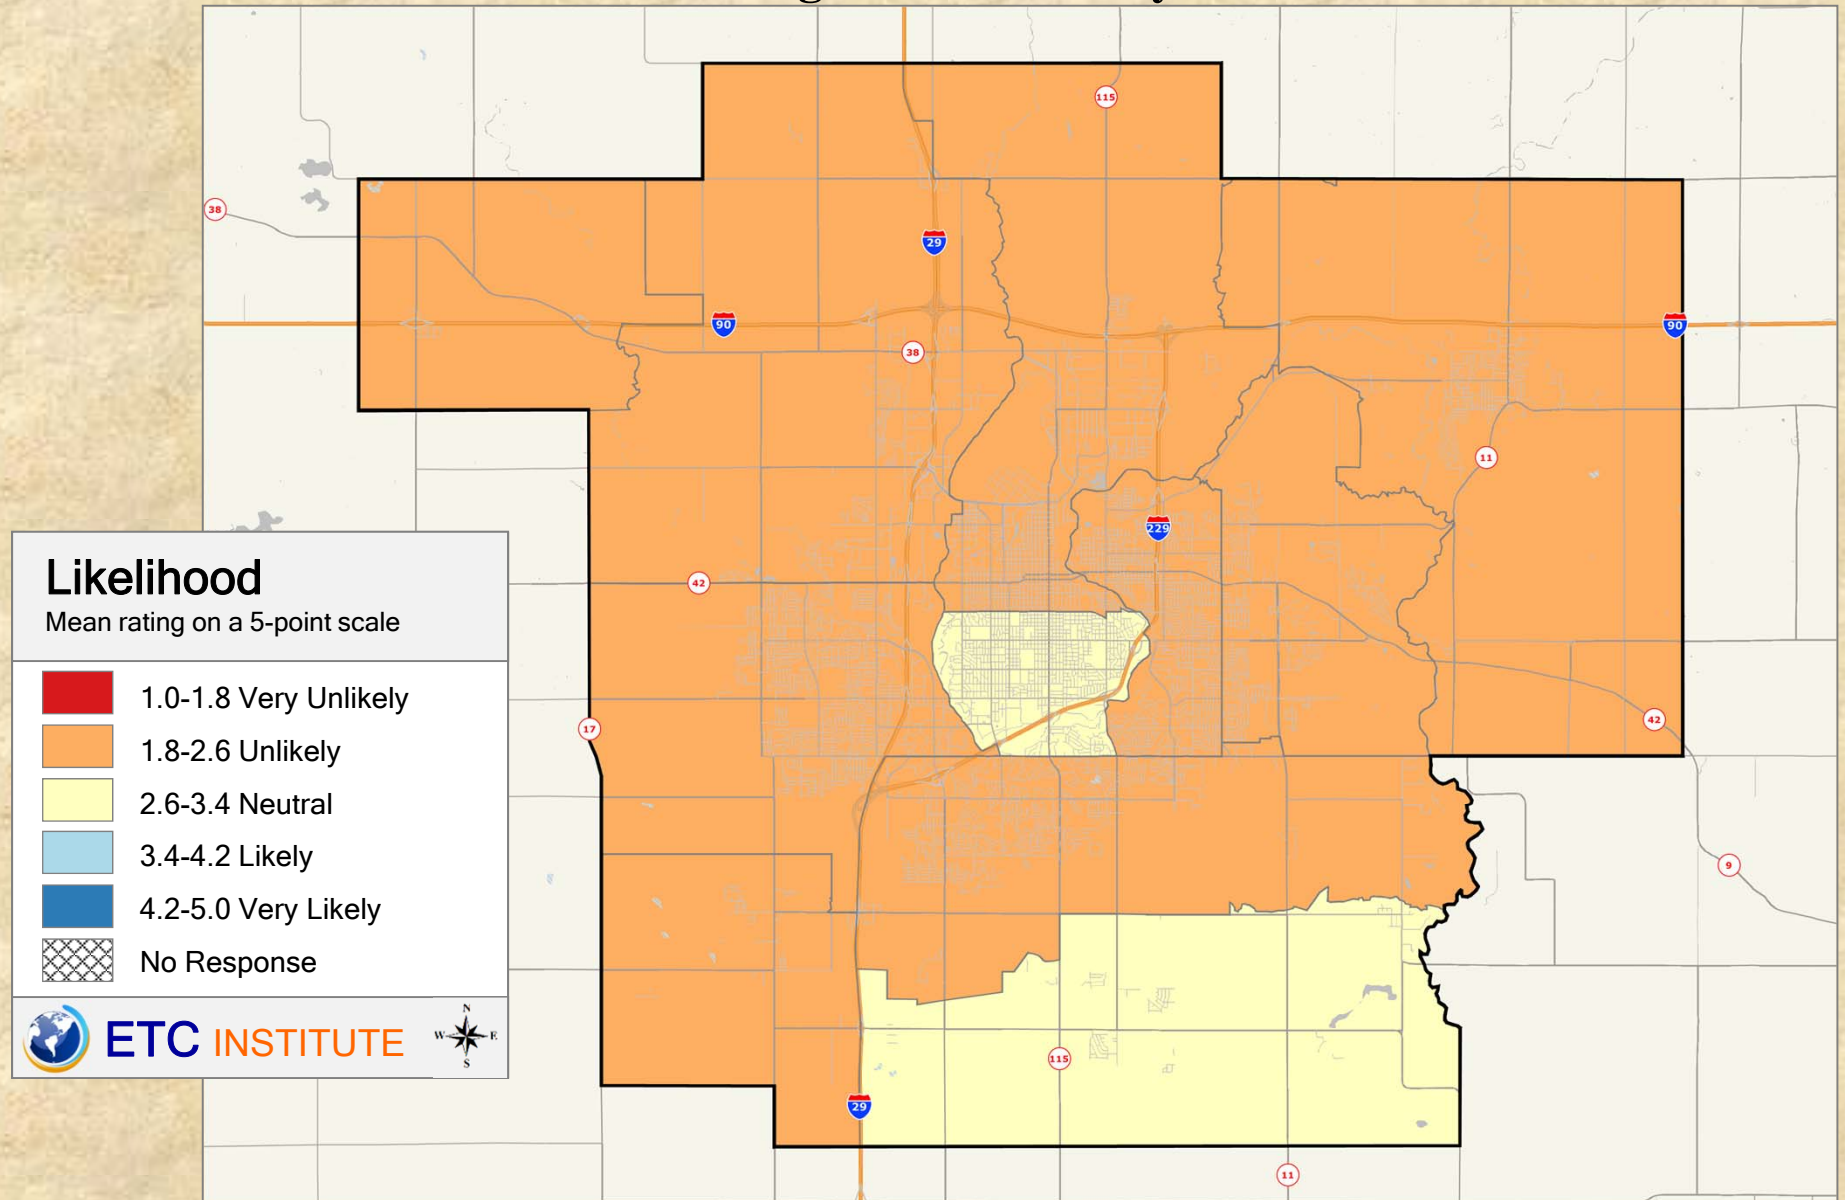 115
38
29
90
90
38
11
229
Likelihood
Mean rating on a 5-point scale
42
1.0-1.8 Very Unlikely
1.8-2.6 Unlikely
2.6-3.4 Neutral
3.4-4.2 Likely
4.2-5.0 Very Likely
No Response
17
42
9
ETC INSTITUTE
N
W E
S
115
29
11